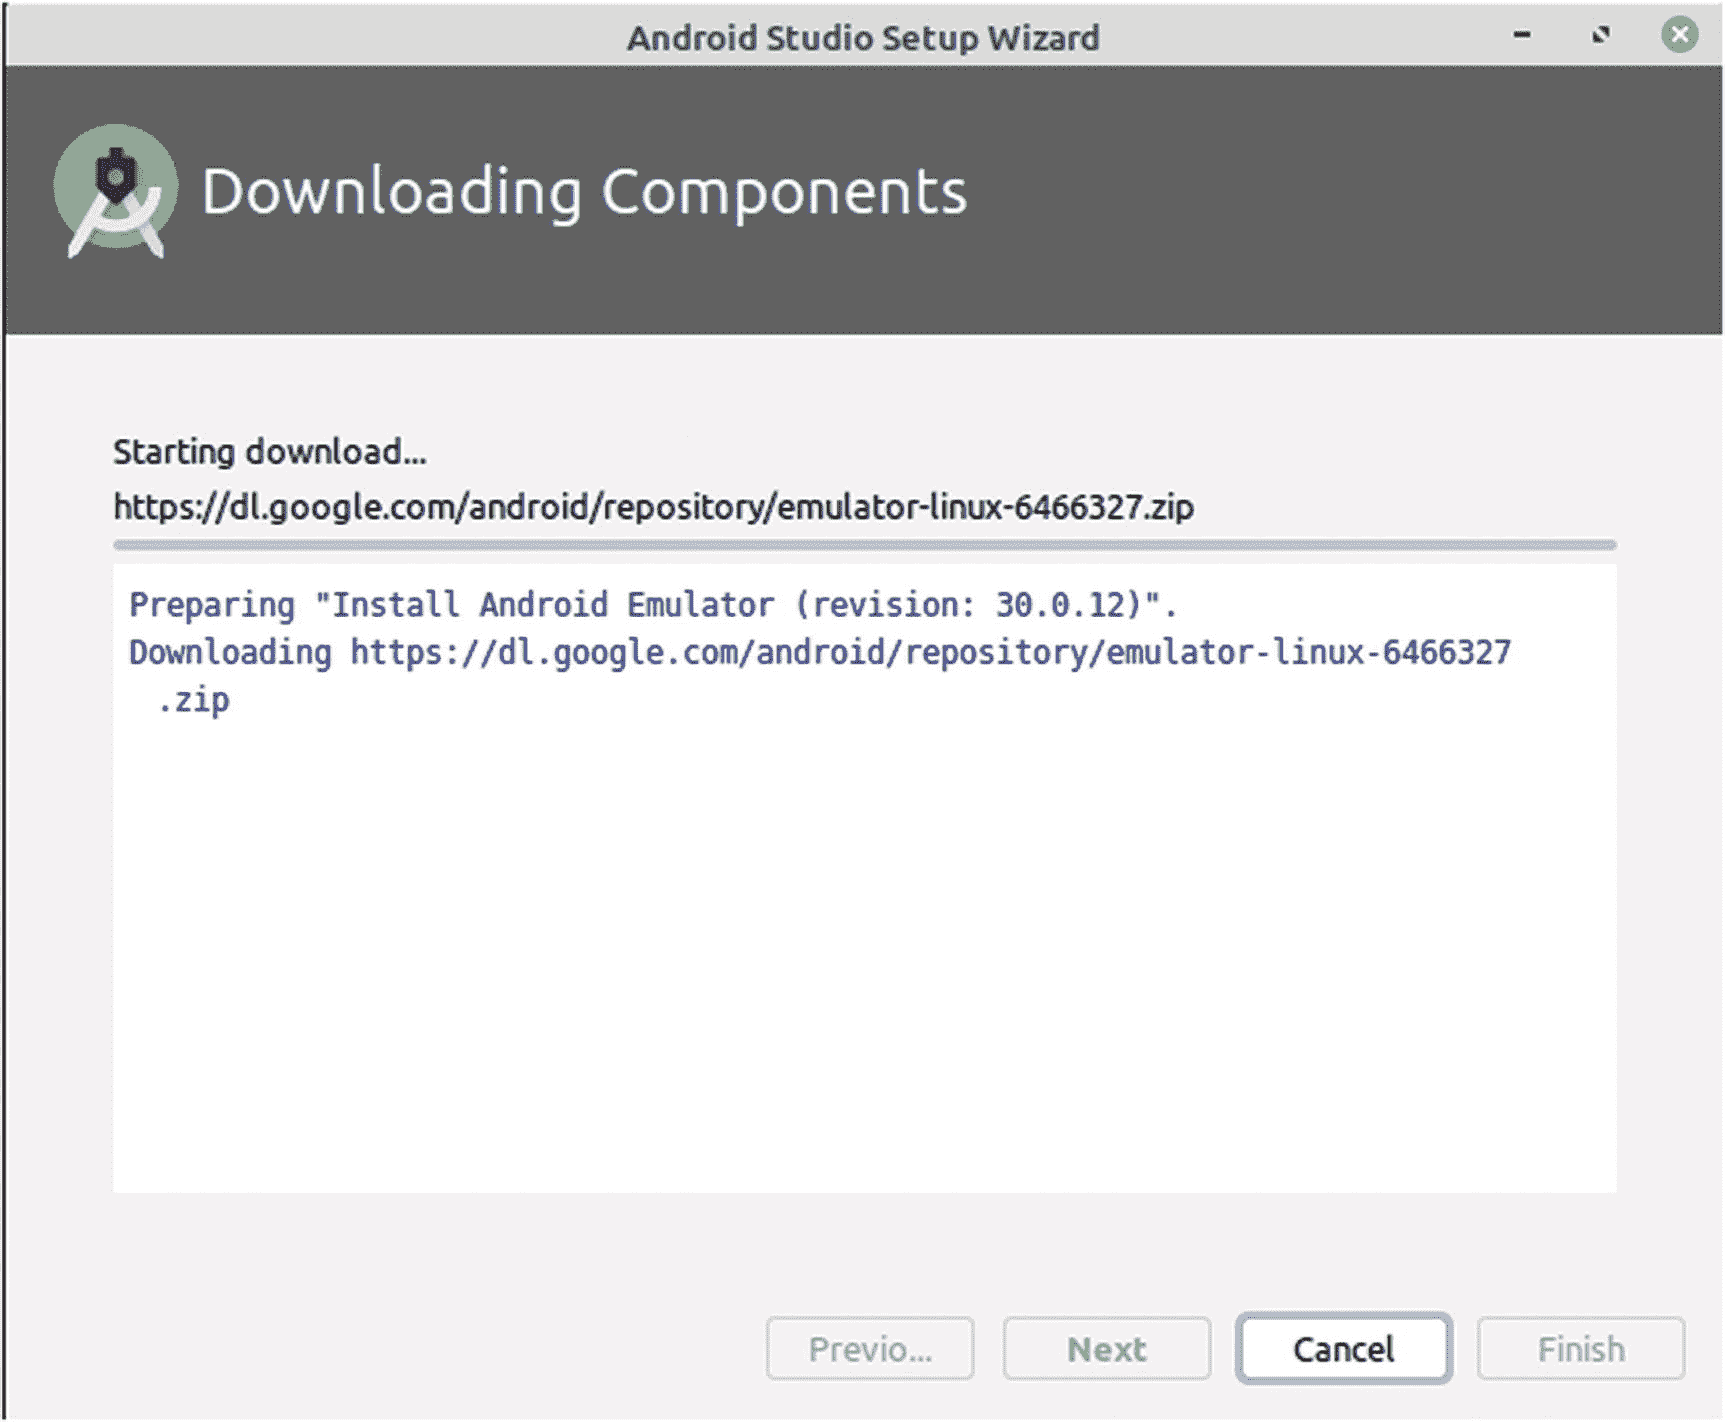 Android Studio Setup Wizard
Downloading Components
Starting download...
https://dl.google.com/android/repository/emulator-linux-6466327.zip
Preparing "Install Android Emulator (revision: 30.0.12)".
Downloading https://dl.google.com/android/repository/emulator-linux-6466327
.zip
Previo... Next Cancel Finish